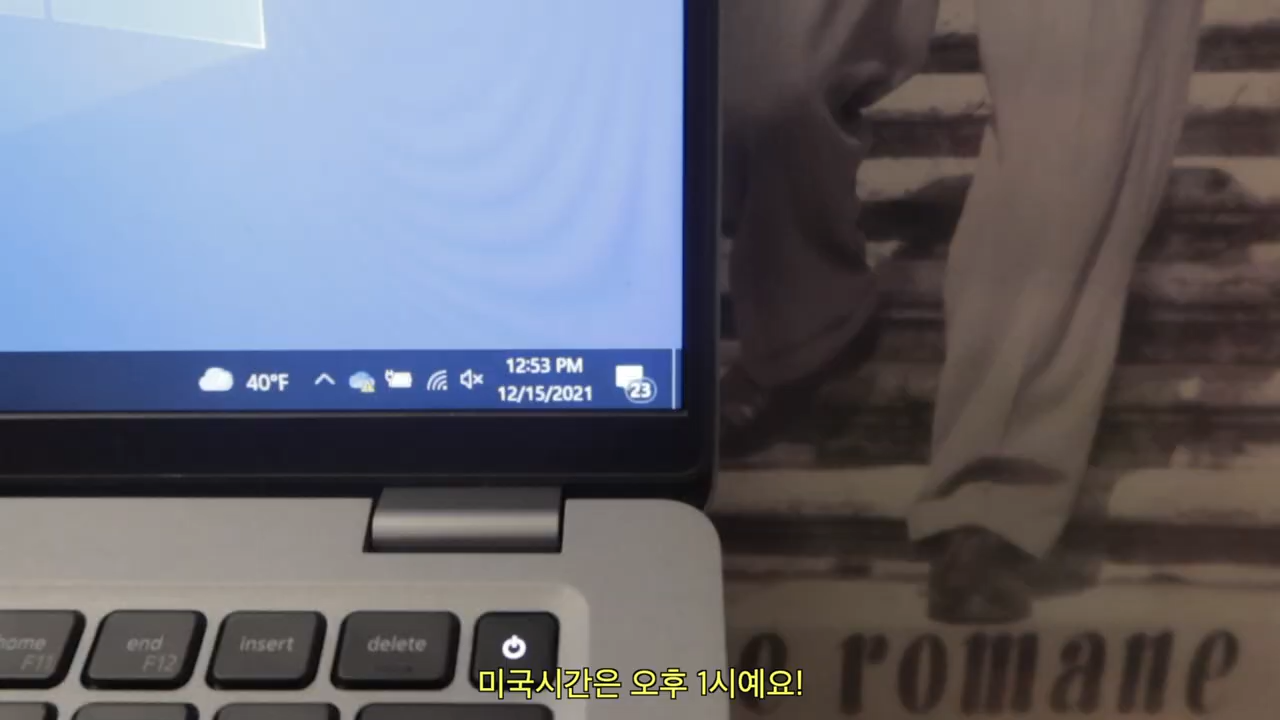 40°F
12:53 PM
12/15/2021
23
home
F11
end
F12
insert
delete
미국시간은 오후 1시예요!
e romane